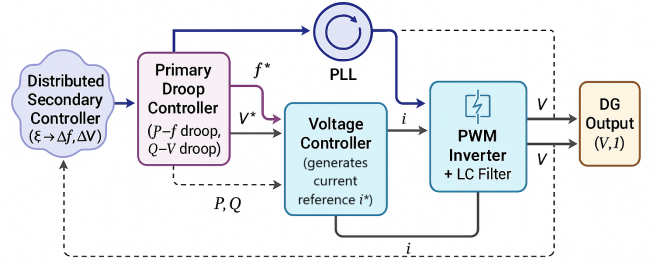 Distributed
Secondary
Controller
(ξ→Δf, ΔV)
Primary
Droop
Controller
(P–f droop,
Q–V droop)
f*
V*
P, Q
PLL
Voltage
Controller
(generates
current
reference i*)
i
i
PWM
Inverter
+ LC Filter
V
V
DG
Output
(V, I)